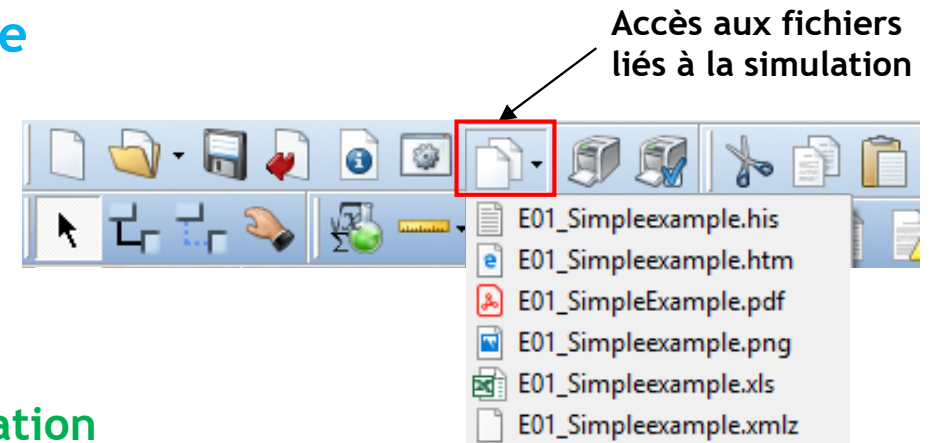 Accès aux fichiers
liés à la simulation
e
E01_Simpleexample.his
E01_Simpleexample.htm
E01_SimpleExample.pdf
E01_Simpleexample.png
E01_Simpleexample.xls
E01_Simpleexample.xmlz
ation